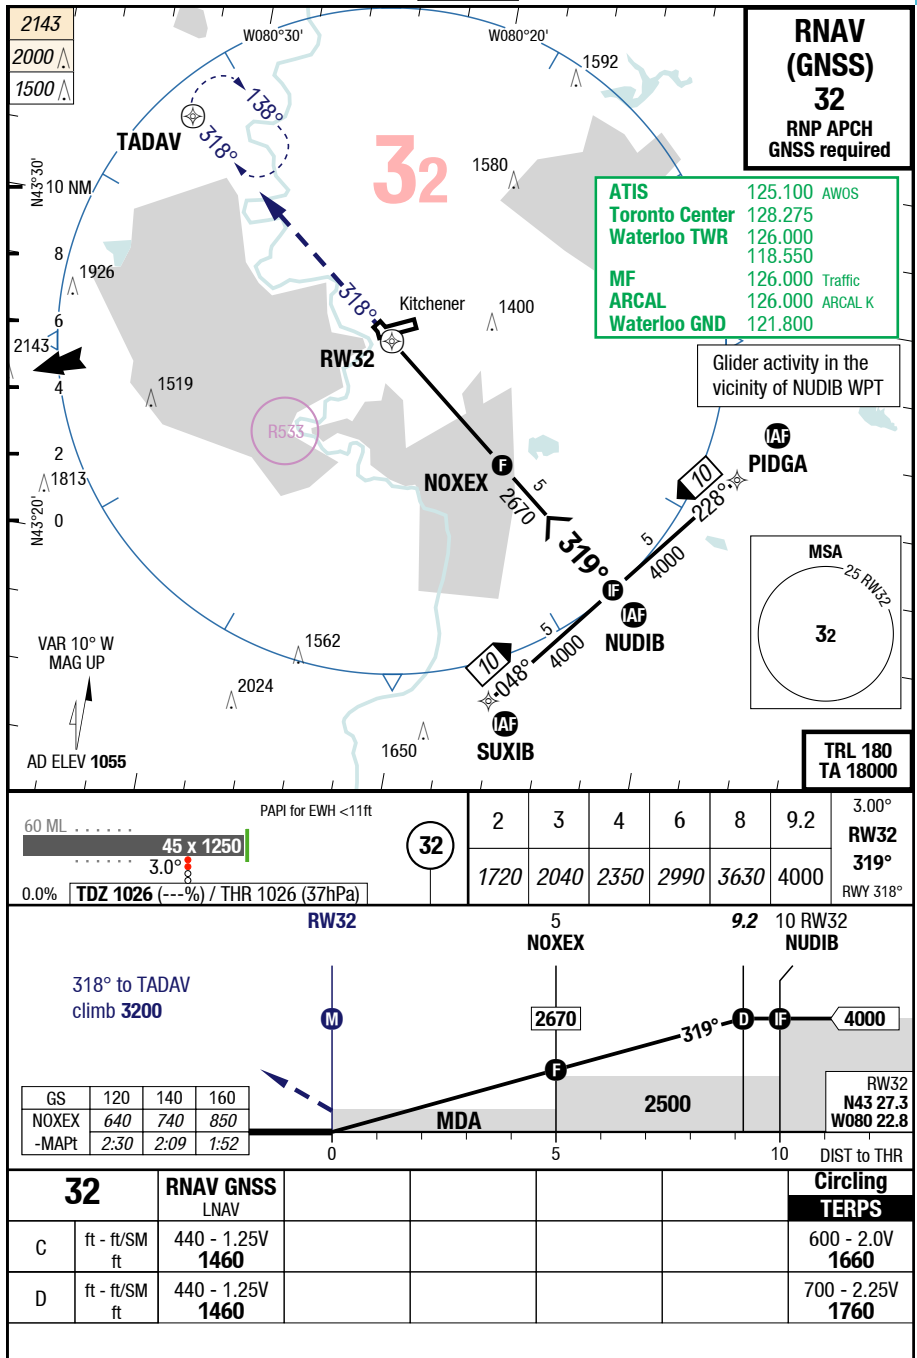 2143
2000
1500
W080°30'
W080°20'
RNAV
(GNSS)
32
RNP APCH
GNSS required
1592
TADAV
138°
318°
32
1580
N43°30'
10 NM
ATIS 125.100 AWOS
Toronto Center 128.275
Waterloo TWR 126.000
118.550
MF 126.000 Traffic
ARCAL 126.000 ARCAL K
Waterloo GND 121.800
8
1926
318°
Kitchener
1400
6
2143
RW32
Glider activity in the
vicinity of NUDIB WPT
4
1519
R533
IAF
PIDGA
2
NOXEX
F
5
2670
10
228°
1813
N43°20'
0
319°
5
4000
MSA
25 RW32
32
IF
IAF
NUDIB
5
4000
VAR 10° W
MAG UP
1562
10
048°
2024
IAF
SUXIB
1650
AD ELEV 1055
TRL 180
TA 18000
PAPI for EWH <11ft
60 ML
45 x 1250
3.0°
0.0% TDZ 1026 (---%) / THR 1026 (37hPa)
32
2 3 4 6 8 9.2
1720 2040 2350 2990 3630 4000
3.00°
RW32
319°
RWY 318°
RW32
5
NOXEX
9.2
10 RW32
NUDIB
318° to TADAV
climb 3200
M
2670
319°
D
IF
4000
F
MDA
2500
RW32
N43 27.3
W080 22.8
GS 120 140 160
NOXEX 640 740 850
-MAPt 2:30 2:09 1:52
0 5 10 DIST to THR
32
RNAV GNSS
LNAV
Circling
TERPS
C
ft - ft/SM 440 - 1.25V 600 - 2.0V
ft 1460 1660
D
ft - ft/SM 440 - 1.25V 700 - 2.25V
ft 1460 1760